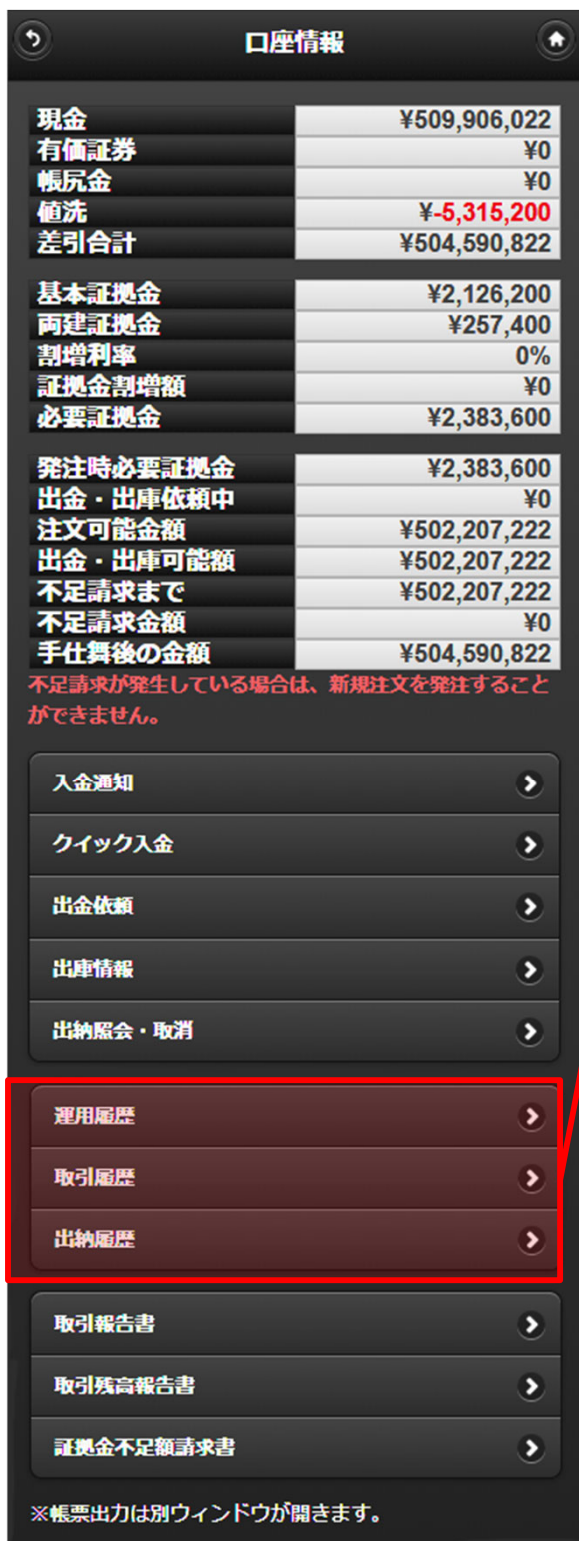 口座情報
現金 ¥509,906,022
有価証券 ¥0
帳尻金 ¥0
値洗 ¥-5,315,200
差引合計 ¥504,590,822
基本証拠金 ¥2,126,200
両建証拠金 ¥257,400
割増利率 0%
証拠金割増額 ¥0
必要証拠金 ¥2,383,600
発注時必要証拠金 ¥2,383,600
出金・出庫依頼中 ¥0
注文可能金額 ¥502,207,222
出金・出庫可能額 ¥502,207,222
不足請求まで ¥502,207,222
不足請求金額 ¥0
手仕舞後の金額 ¥504,590,822
不足請求が発生している場合は、新規注文を発注すること
ができません。
入金通知
クイック入金
出金依頼
出庫情報
出納照会・取消
運用履歴
取引履歴
出納履歴
取引報告書
取引残高報告書
証拠金不足額請求書
※帳票出力は別ウィンドウが開きます。